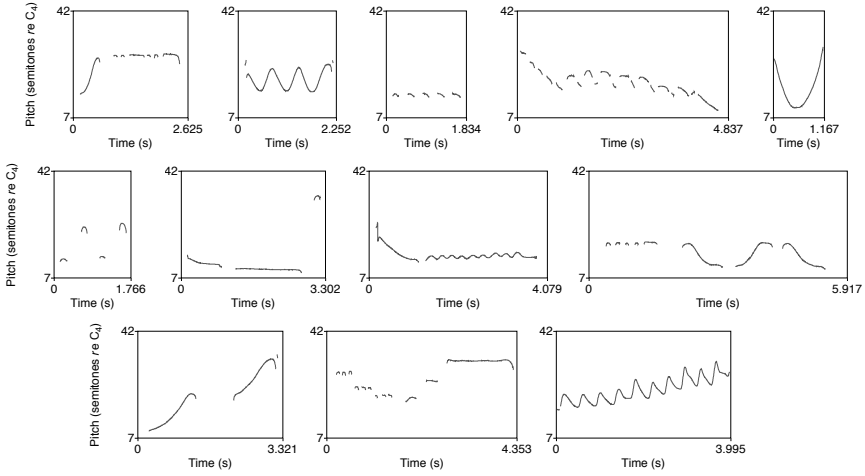 Pitch (semitones re C4)
42 42 42 42 42
7 7 7 7 7
0 2.625 0 2.252 0 1.834 0 4.837 0 1.167
Time (s) Time (s) Time (s) Time (s) Time (s)
Pitch (semitones re C4)
42 42 42 42
7 7 7 7
0 1.766 0 3.302 0 4.079 0 5.917
Time (s) Time (s) Time (s) Time (s)
Pitch (semitones re C4)
42 42 42
7 7 7
0 3.321 0 4.353 0 3.995
Time (s) Time (s) Time (s)